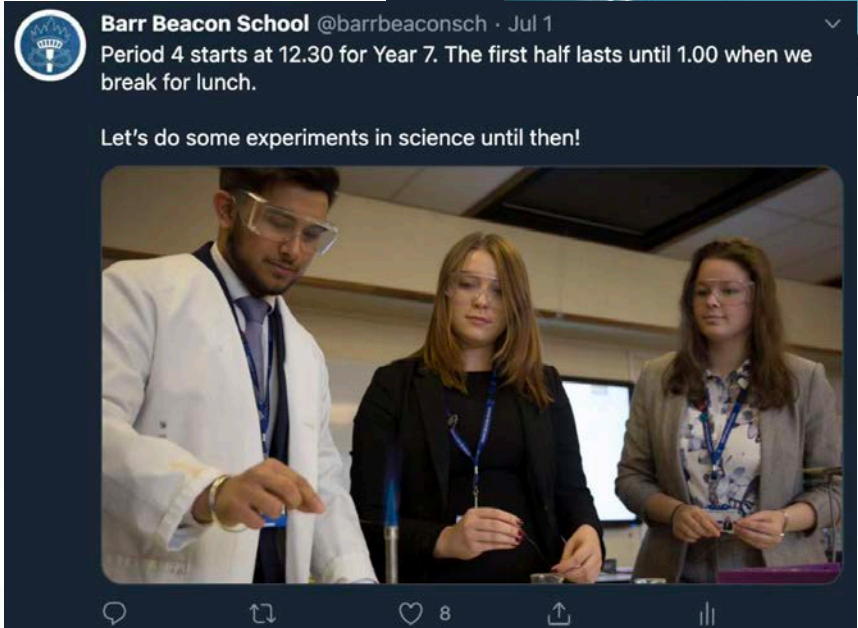 Barr Beacon School @barrbeaconsch · Jul 1
Period 4 starts at 12.30 for Year 7. The first half lasts until 1.00 when we
break for lunch.
Let's do some experiments in science until then!
8